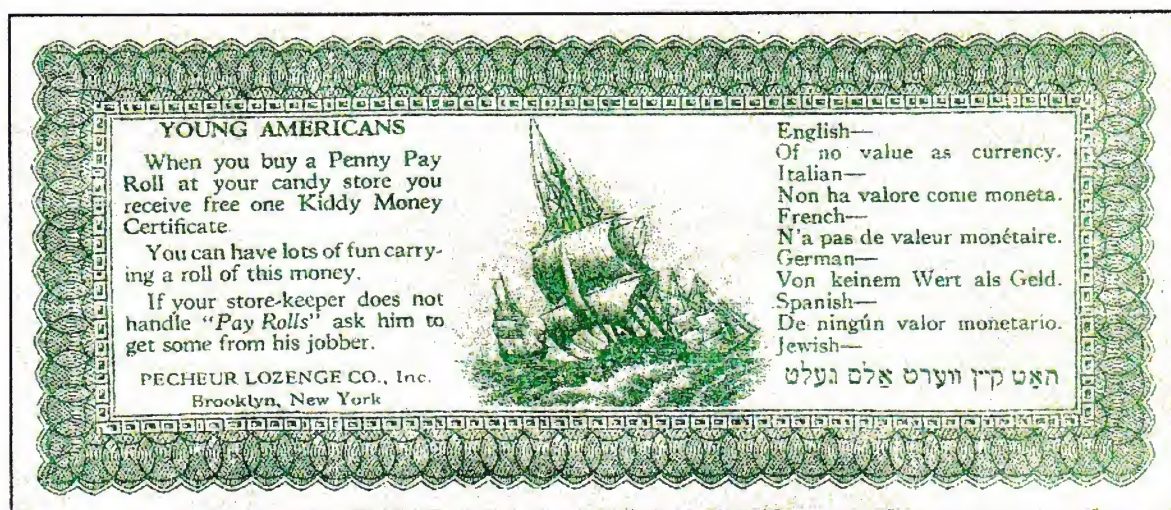 YOUNG AMERICANS
When you buy a Penny Pay
Roll at your candy store you
receive free one Kiddy Money
Certificate
You can have lots of fun carry-
ing a roll of this money.
If your store-keeper does not
handle "Pay Rolls" ask him to
get some from his jobber.
PECHEUR LOZENGE CO., Inc.
Brooklyn, New York
English—
Of no value as currency.
Italian—
Non ha valore come moneta.
French—
N'a pas de valeur monétaire.
German—
Von keinem Wert als Geld.
Spanish—
De ningún valor monetario.
Jewish—
האָט קײן װערט אַלס געלט